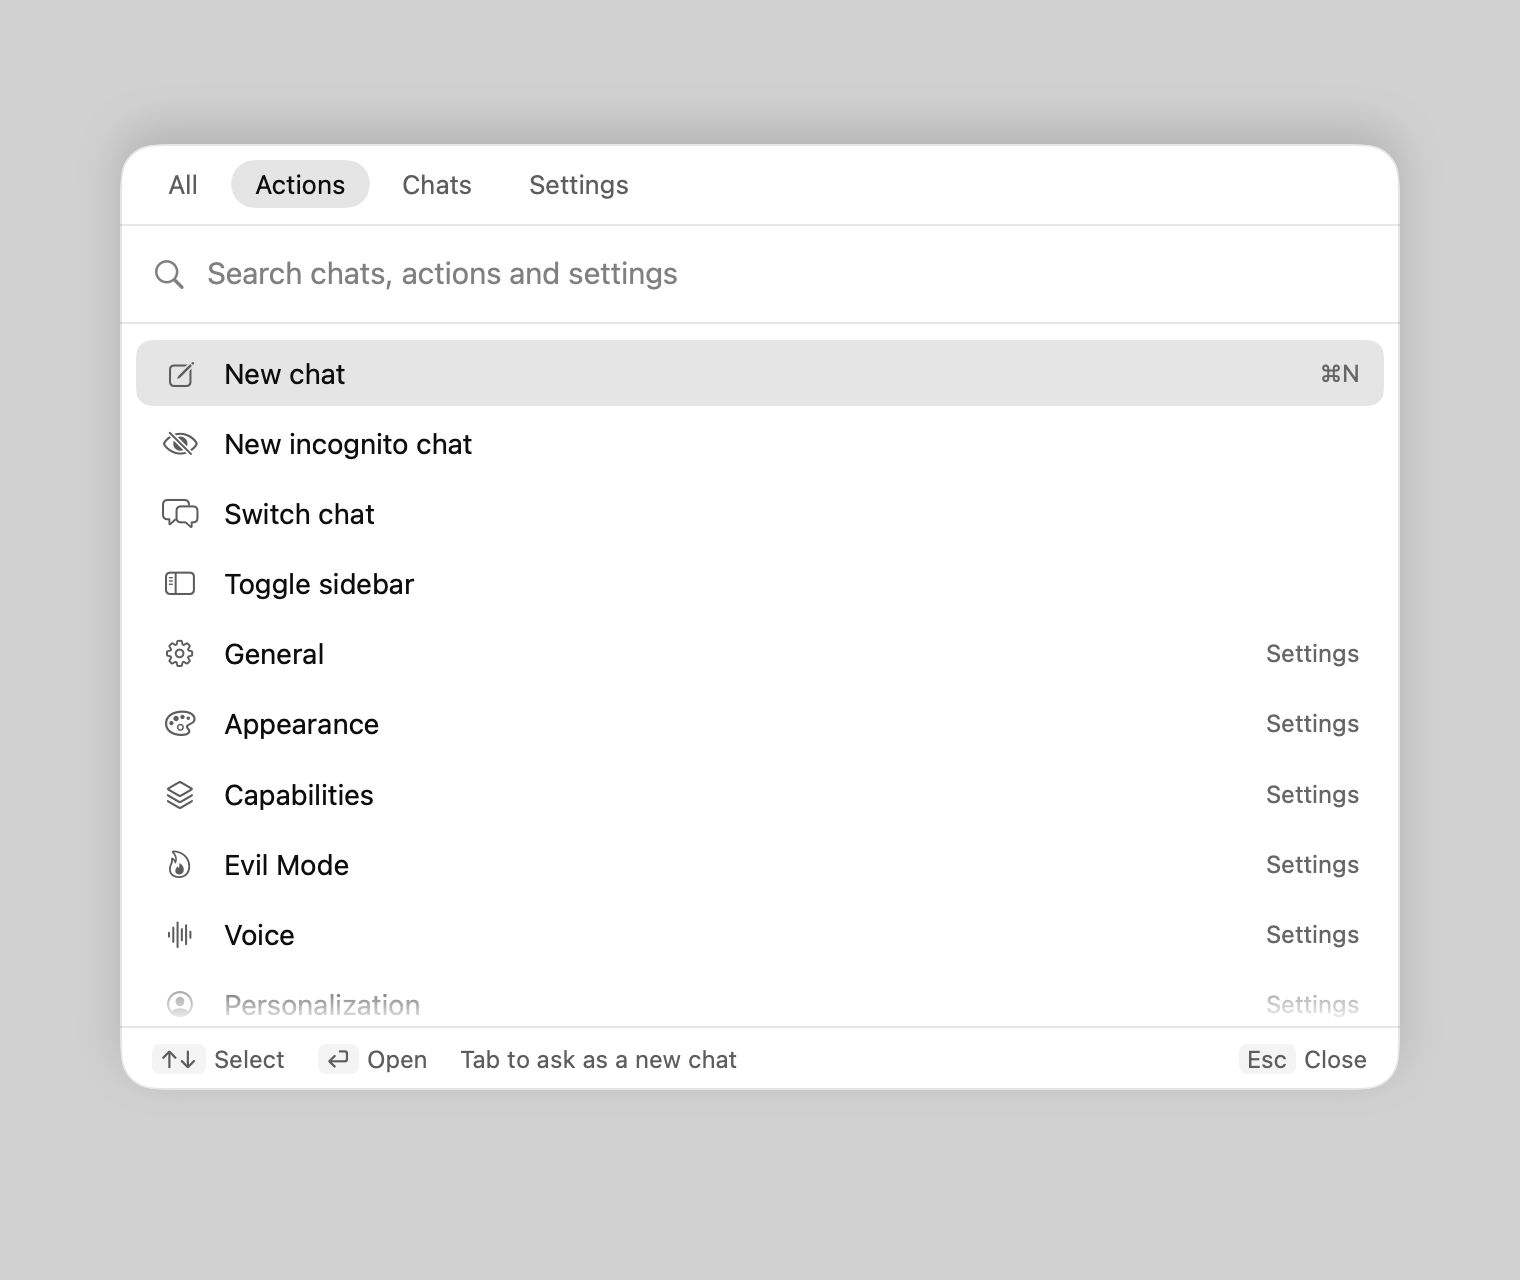 All Actions Chats Settings
Search chats, actions and settings
New chat ⌘N
New incognito chat
Switch chat
Toggle sidebar
General Settings
Appearance Settings
Capabilities Settings
Evil Mode Settings
Voice Settings
Personalization Settings
↑↓ Select ↵ Open Tab to ask as a new chat Esc Close